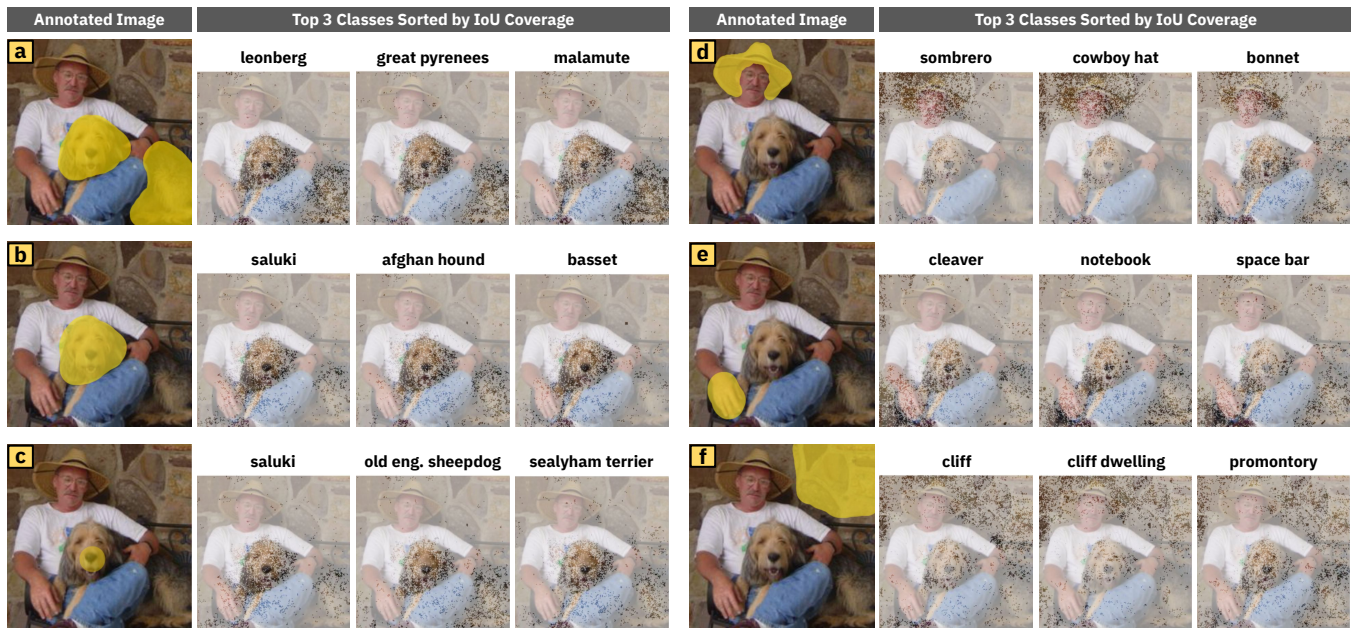 Annotated Image
Top 3 Classes Sorted by IoU Coverage
a
leonberg
great pyrenees
malamute
b
saluki
afghan hound
basset
c
saluki
old eng. sheepdog
sealyham terrier
Annotated Image
Top 3 Classes Sorted by IoU Coverage
d
sombrero
cowboy hat
bonnet
e
cleaver
notebook
space bar
f
cliff
cliff dwelling
promontory